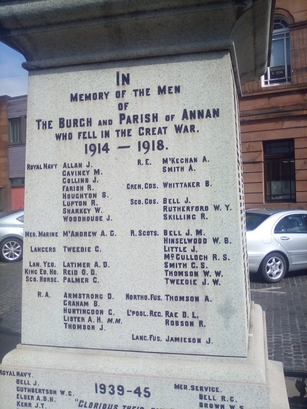 In
Memory of the Men
of
The Burgh and Parish of Annan
who fell in the Great War.
1914 — 1918.
Royal Navy Allan J.
Caviney M.
Collins J.
Farish R.
Houghton S.
Lupton R.
Sharkey W.
Woodhouse J.
Mer. Marine McAndrew A. G.
Lancers Tweedie C.
Lan. Yeo. Latimer A. D.
King Ed. Ho. Reid O. D.
Sco. Horse. Palmer C.
R. A. Armstrong D.
Graham B.
Huntingdon C.
Lister A. H. M.M.
Thomson J.
R. E. McKechan A.
Smith A.
Gren. Gds. Whittaker B.
Sco. Gds. Bell J.
Rutherford W. Y.
Skilling R.
R. Scots. Bell J. M.
Hinselwood W. B.
Little J.
McCulloch R. S.
Smith C. S.
Thomson W. W.
Tweedie J. W.
Northd. Fus. Thomson A.
L'pool Reg. Rae D. L.
Robson R.
Lanc. Fus. Jamieson J.
1939-45
Royal Navy.
Bell J.
Cuthbertson W. G.
Elder A. B. H.
Kerr J. T.
"Glorious their
Mer. Service.
Bell R. G.
Brown W. S.